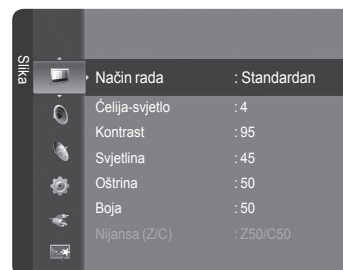 Slika
Način rada : Standardan
Ćelija-svjetlo : 4
Kontrast : 95
Svjetlina : 45
Oštrina : 50
Boja : 50
Nijansa (Z/C) : Z50/C50